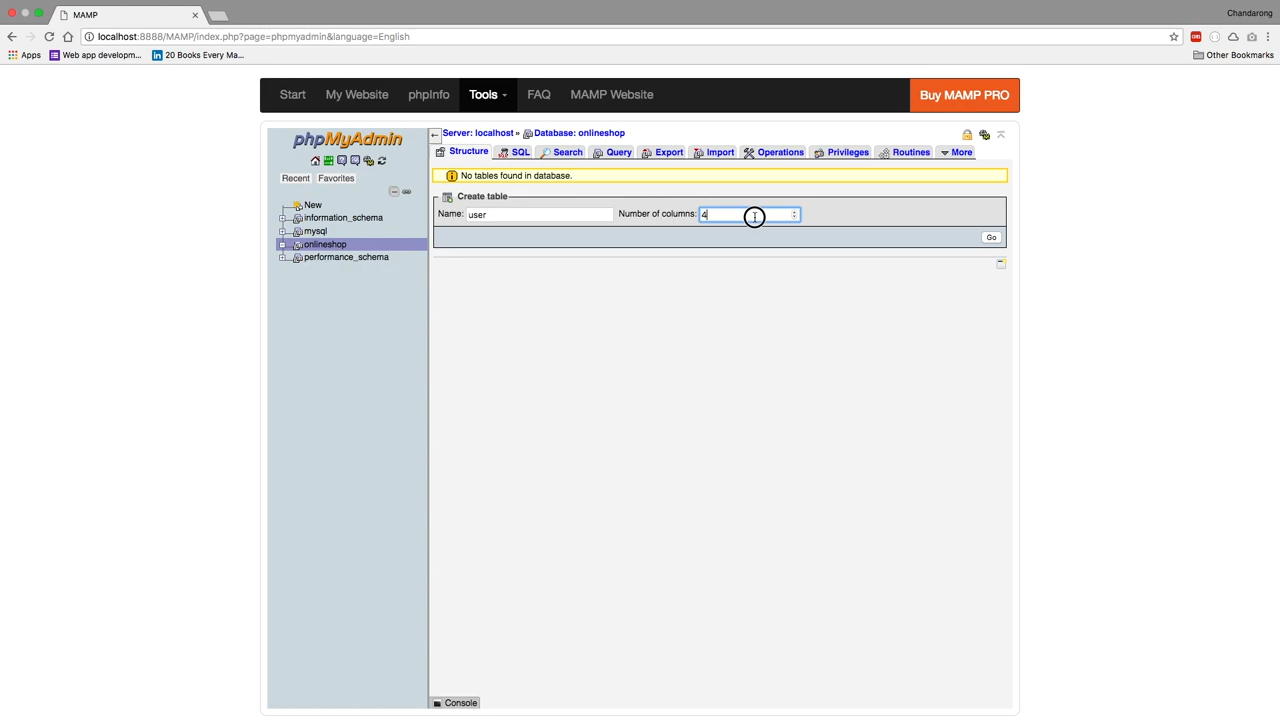 MAMP
Chandarong
localhost:8888/MAMP/index.php?page=phpmyadmin&language=English
Apps
Web app developm...
20 Books Every Ma...
Other Bookmarks
Start
My Website
phpInfo
Tools
FAQ
MAMP Website
Buy MAMP PRO
phpMyAdmin
Recent
Favorites
New
information_schema
mysql
onlineshop
performance_schema
Server: localhost » Database: onlineshop
Structure
SQL
Search
Query
Export
Import
Operations
Privileges
Routines
More
No tables found in database.
Create table
Name: user
Number of columns: 4
Go
Console